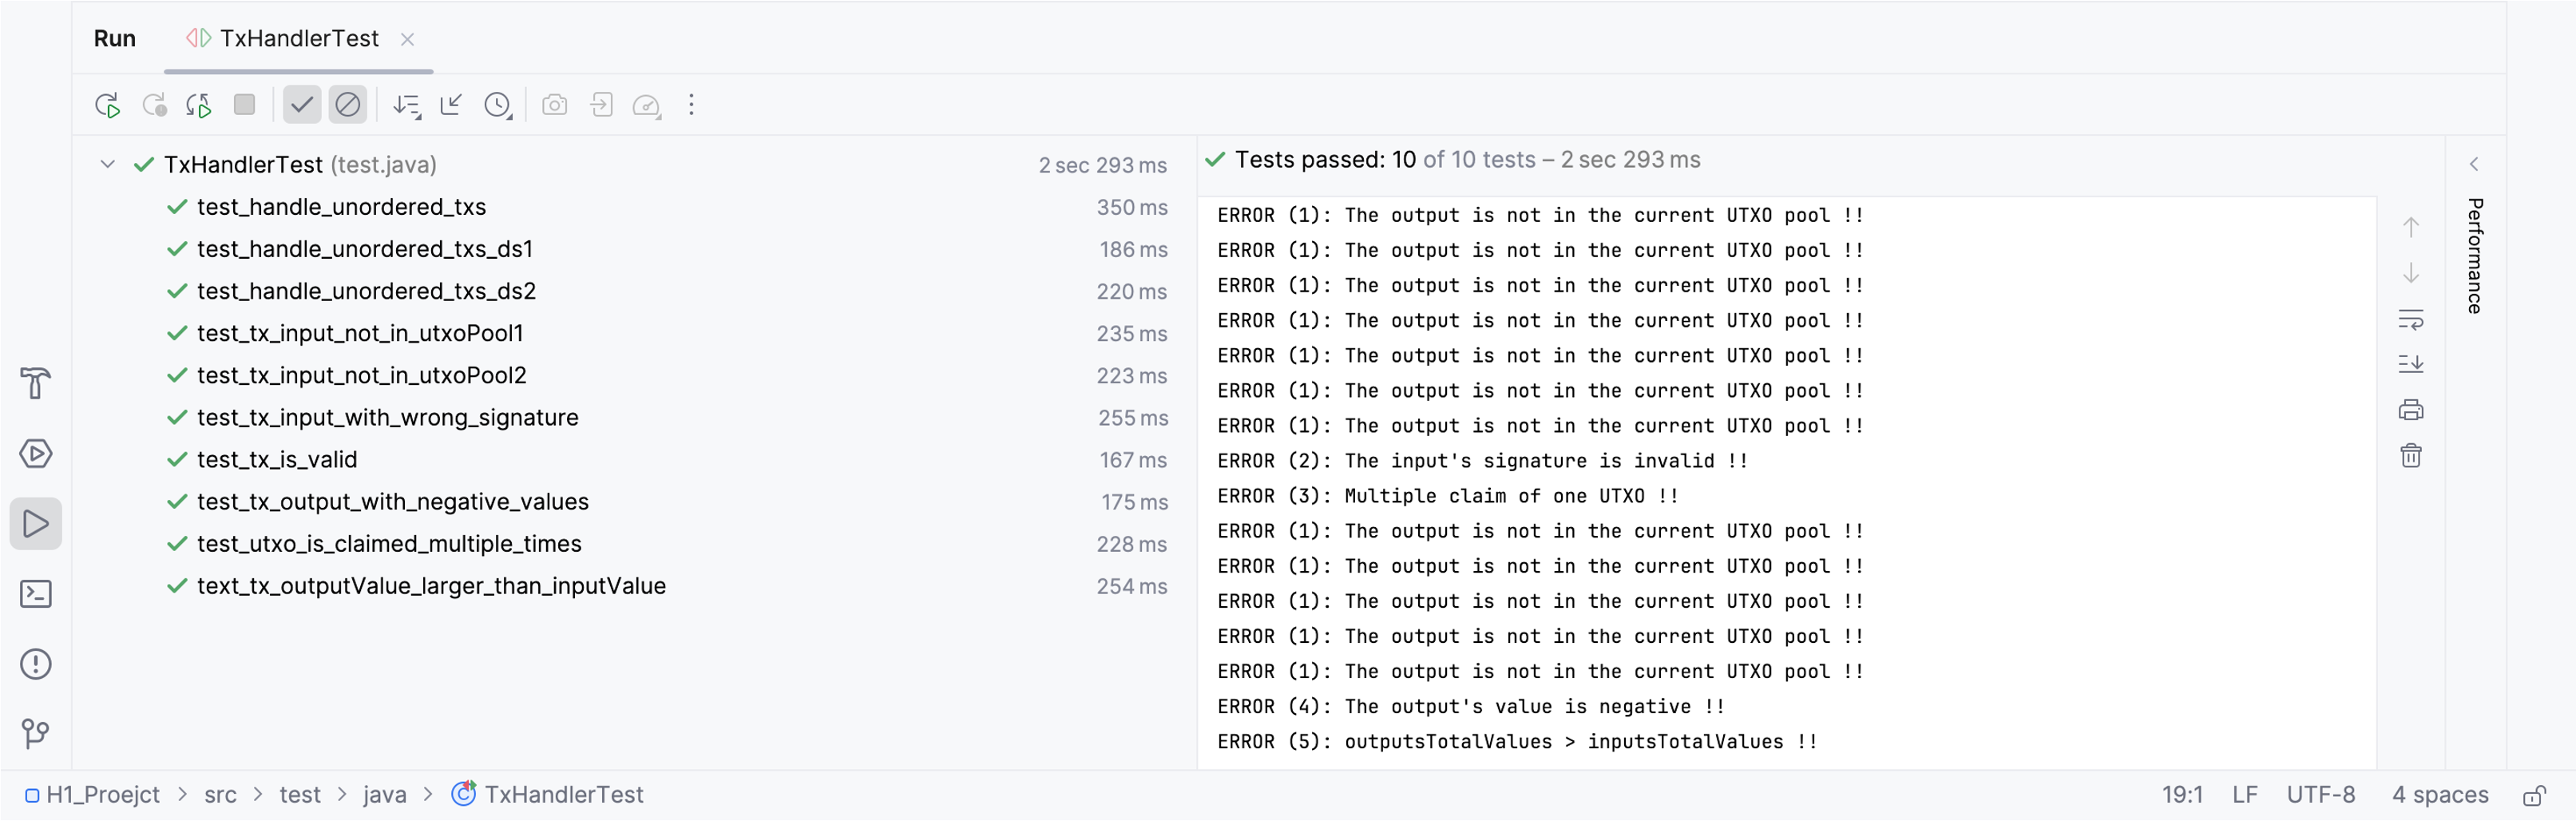 Run TxHandlerTest
TxHandlerTest (test.java) 2 sec 293 ms
test_handle_unordered_txs 350 ms
test_handle_unordered_txs_ds1 186 ms
test_handle_unordered_txs_ds2 220 ms
test_tx_input_not_in_utxoPool1 235 ms
test_tx_input_not_in_utxoPool2 223 ms
test_tx_input_with_wrong_signature 255 ms
test_tx_is_valid 167 ms
test_tx_output_with_negative_values 175 ms
test_utxo_is_claimed_multiple_times 228 ms
text_tx_outputValue_larger_than_inputValue 254 ms
Tests passed: 10 of 10 tests – 2 sec 293 ms
ERROR (1): The output is not in the current UTXO pool !!
ERROR (1): The output is not in the current UTXO pool !!
ERROR (1): The output is not in the current UTXO pool !!
ERROR (1): The output is not in the current UTXO pool !!
ERROR (1): The output is not in the current UTXO pool !!
ERROR (1): The output is not in the current UTXO pool !!
ERROR (1): The output is not in the current UTXO pool !!
ERROR (2): The input's signature is invalid !!
ERROR (3): Multiple claim of one UTXO !!
ERROR (1): The output is not in the current UTXO pool !!
ERROR (1): The output is not in the current UTXO pool !!
ERROR (1): The output is not in the current UTXO pool !!
ERROR (1): The output is not in the current UTXO pool !!
ERROR (1): The output is not in the current UTXO pool !!
ERROR (4): The output's value is negative !!
ERROR (5): outputsTotalValues > inputsTotalValues !!
Performance
H1_Proejct > src > test > java > TxHandlerTest 19:1 LF UTF-8 4 spaces